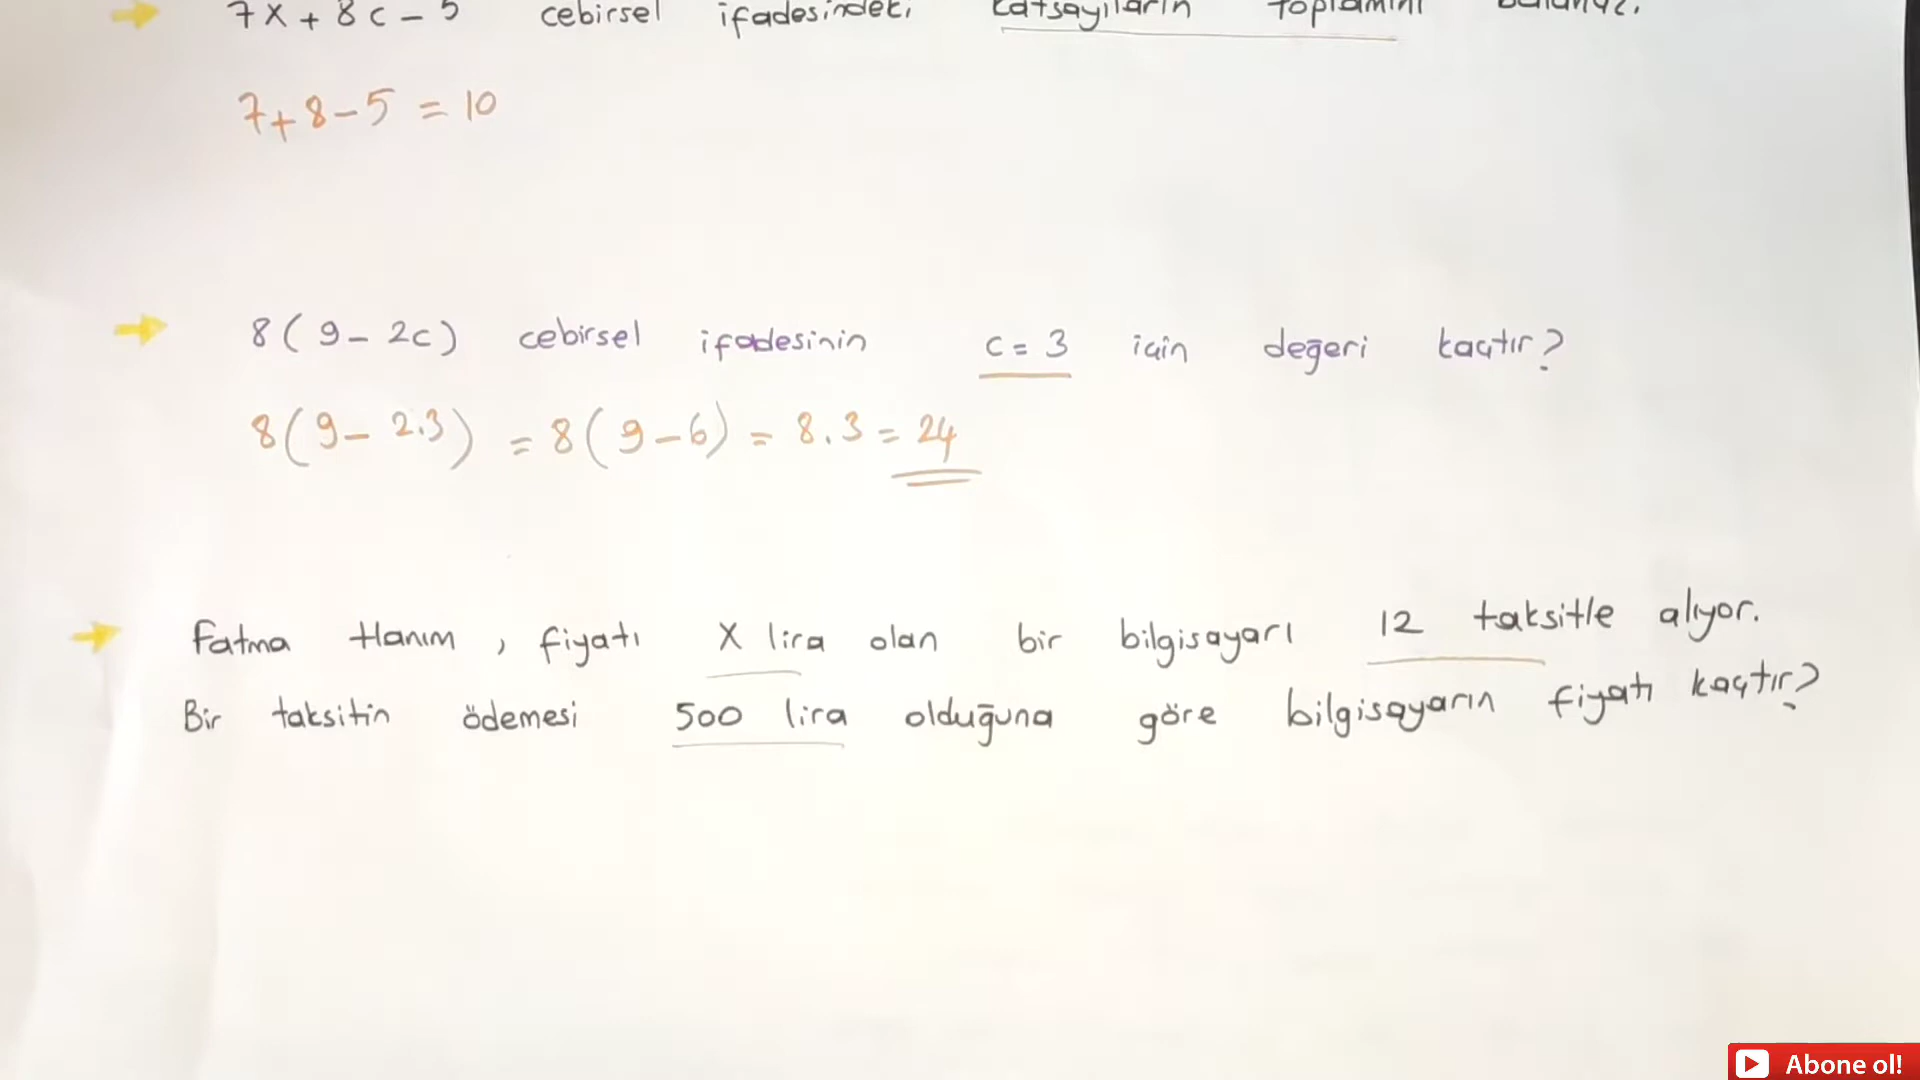 7x + 8c - 5 cebirsel ifadesindeki katsayıların toplamını bulunuz.
7+8-5 = 10
8(9-2c) cebirsel ifadesinin c = 3 için değeri kaçtır?
8(9-2.3) = 8(9-6) = 8.3 = 24
Fatma Hanım, fiyatı X lira olan bir bilgisayarı 12 taksitle alıyor.
Bir taksitin ödemesi 500 lira olduğuna göre bilgisayarın fiyatı kaçtır?
Abone ol!